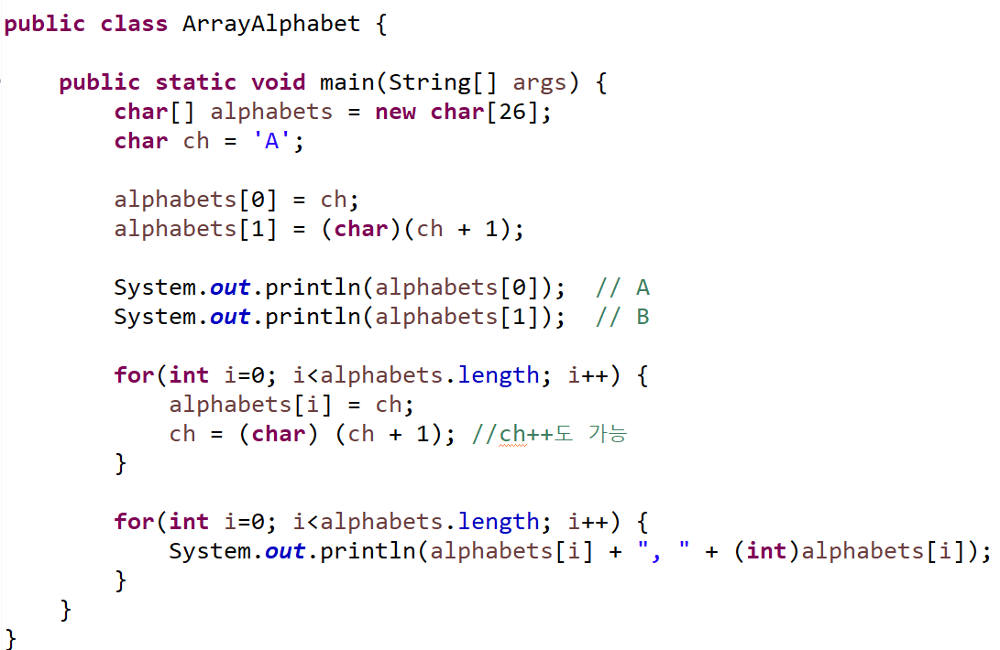 public class ArrayAlphabet {
public static void main(String[] args) {
char[] alphabets = new char[26];
char ch = 'A';
alphabets[0] = ch;
alphabets[1] = (char)(ch + 1);
System.out.println(alphabets[0]);  // A
System.out.println(alphabets[1]);  // B
for(int i=0; i<alphabets.length; i++) {
alphabets[i] = ch;
ch = (char) (ch + 1); //ch++도 가능
}
for(int i=0; i<alphabets.length; i++) {
System.out.println(alphabets[i] + ", " + (int)alphabets[i]);
}
}
}